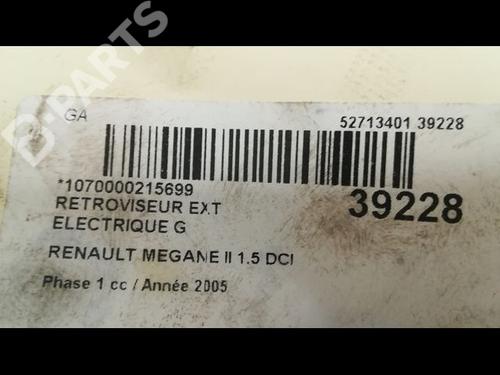 B-PARTS
GA
52713401 39228
*1070000215699
39228
RETROVISEUR EXT
ELECTRIQUE G
RENAULT MEGANE II 1.5 DCI
Phase 1 cc / Année 2005